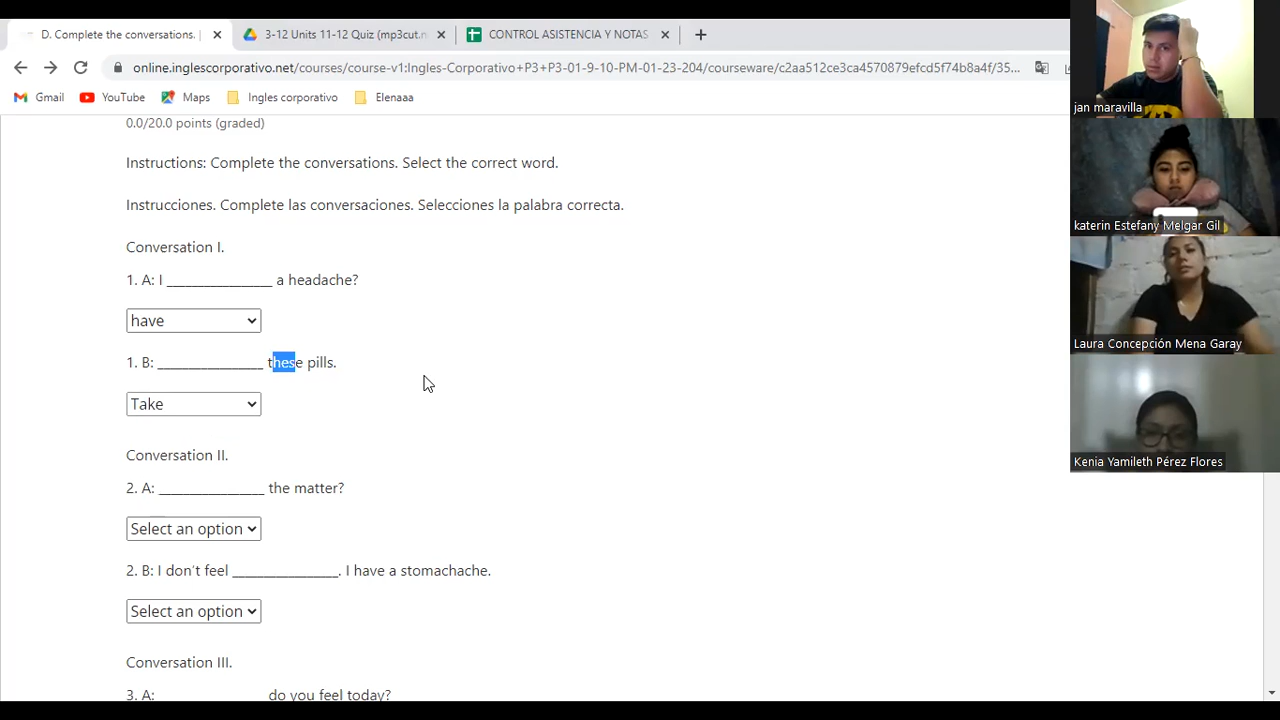 D. Complete the conversations.
3-12 Units 11-12 Quiz (mp3cut.n
CONTROL ASISTENCIA Y NOTAS
online.inglescorporativo.net/courses/course-v1:Ingles-Corporativo+P3+P3-01-9-10-PM-01-23-204/courseware/c2aa512ce3ca4570879efcd5f74b8a4f/35...
Gmail YouTube Maps Ingles corporativo Elenaaa
0.0/20.0 points (graded)
Instructions: Complete the conversations. Select the correct word.
Instrucciones. Complete las conversaciones. Selecciones la palabra correcta.
Conversation I.
1. A: I ________________ a headache?
have
1. B: ________________ these pills.
Take
Conversation II.
2. A: ________________ the matter?
Select an option
2. B: I don't feel ________________. I have a stomachache.
Select an option
Conversation III.
3. A: ________________ do you feel today?
jan maravilla
katerin Estefany Melgar Gil
Laura Concepción Mena Garay
Kenia Yamileth Pérez Flores